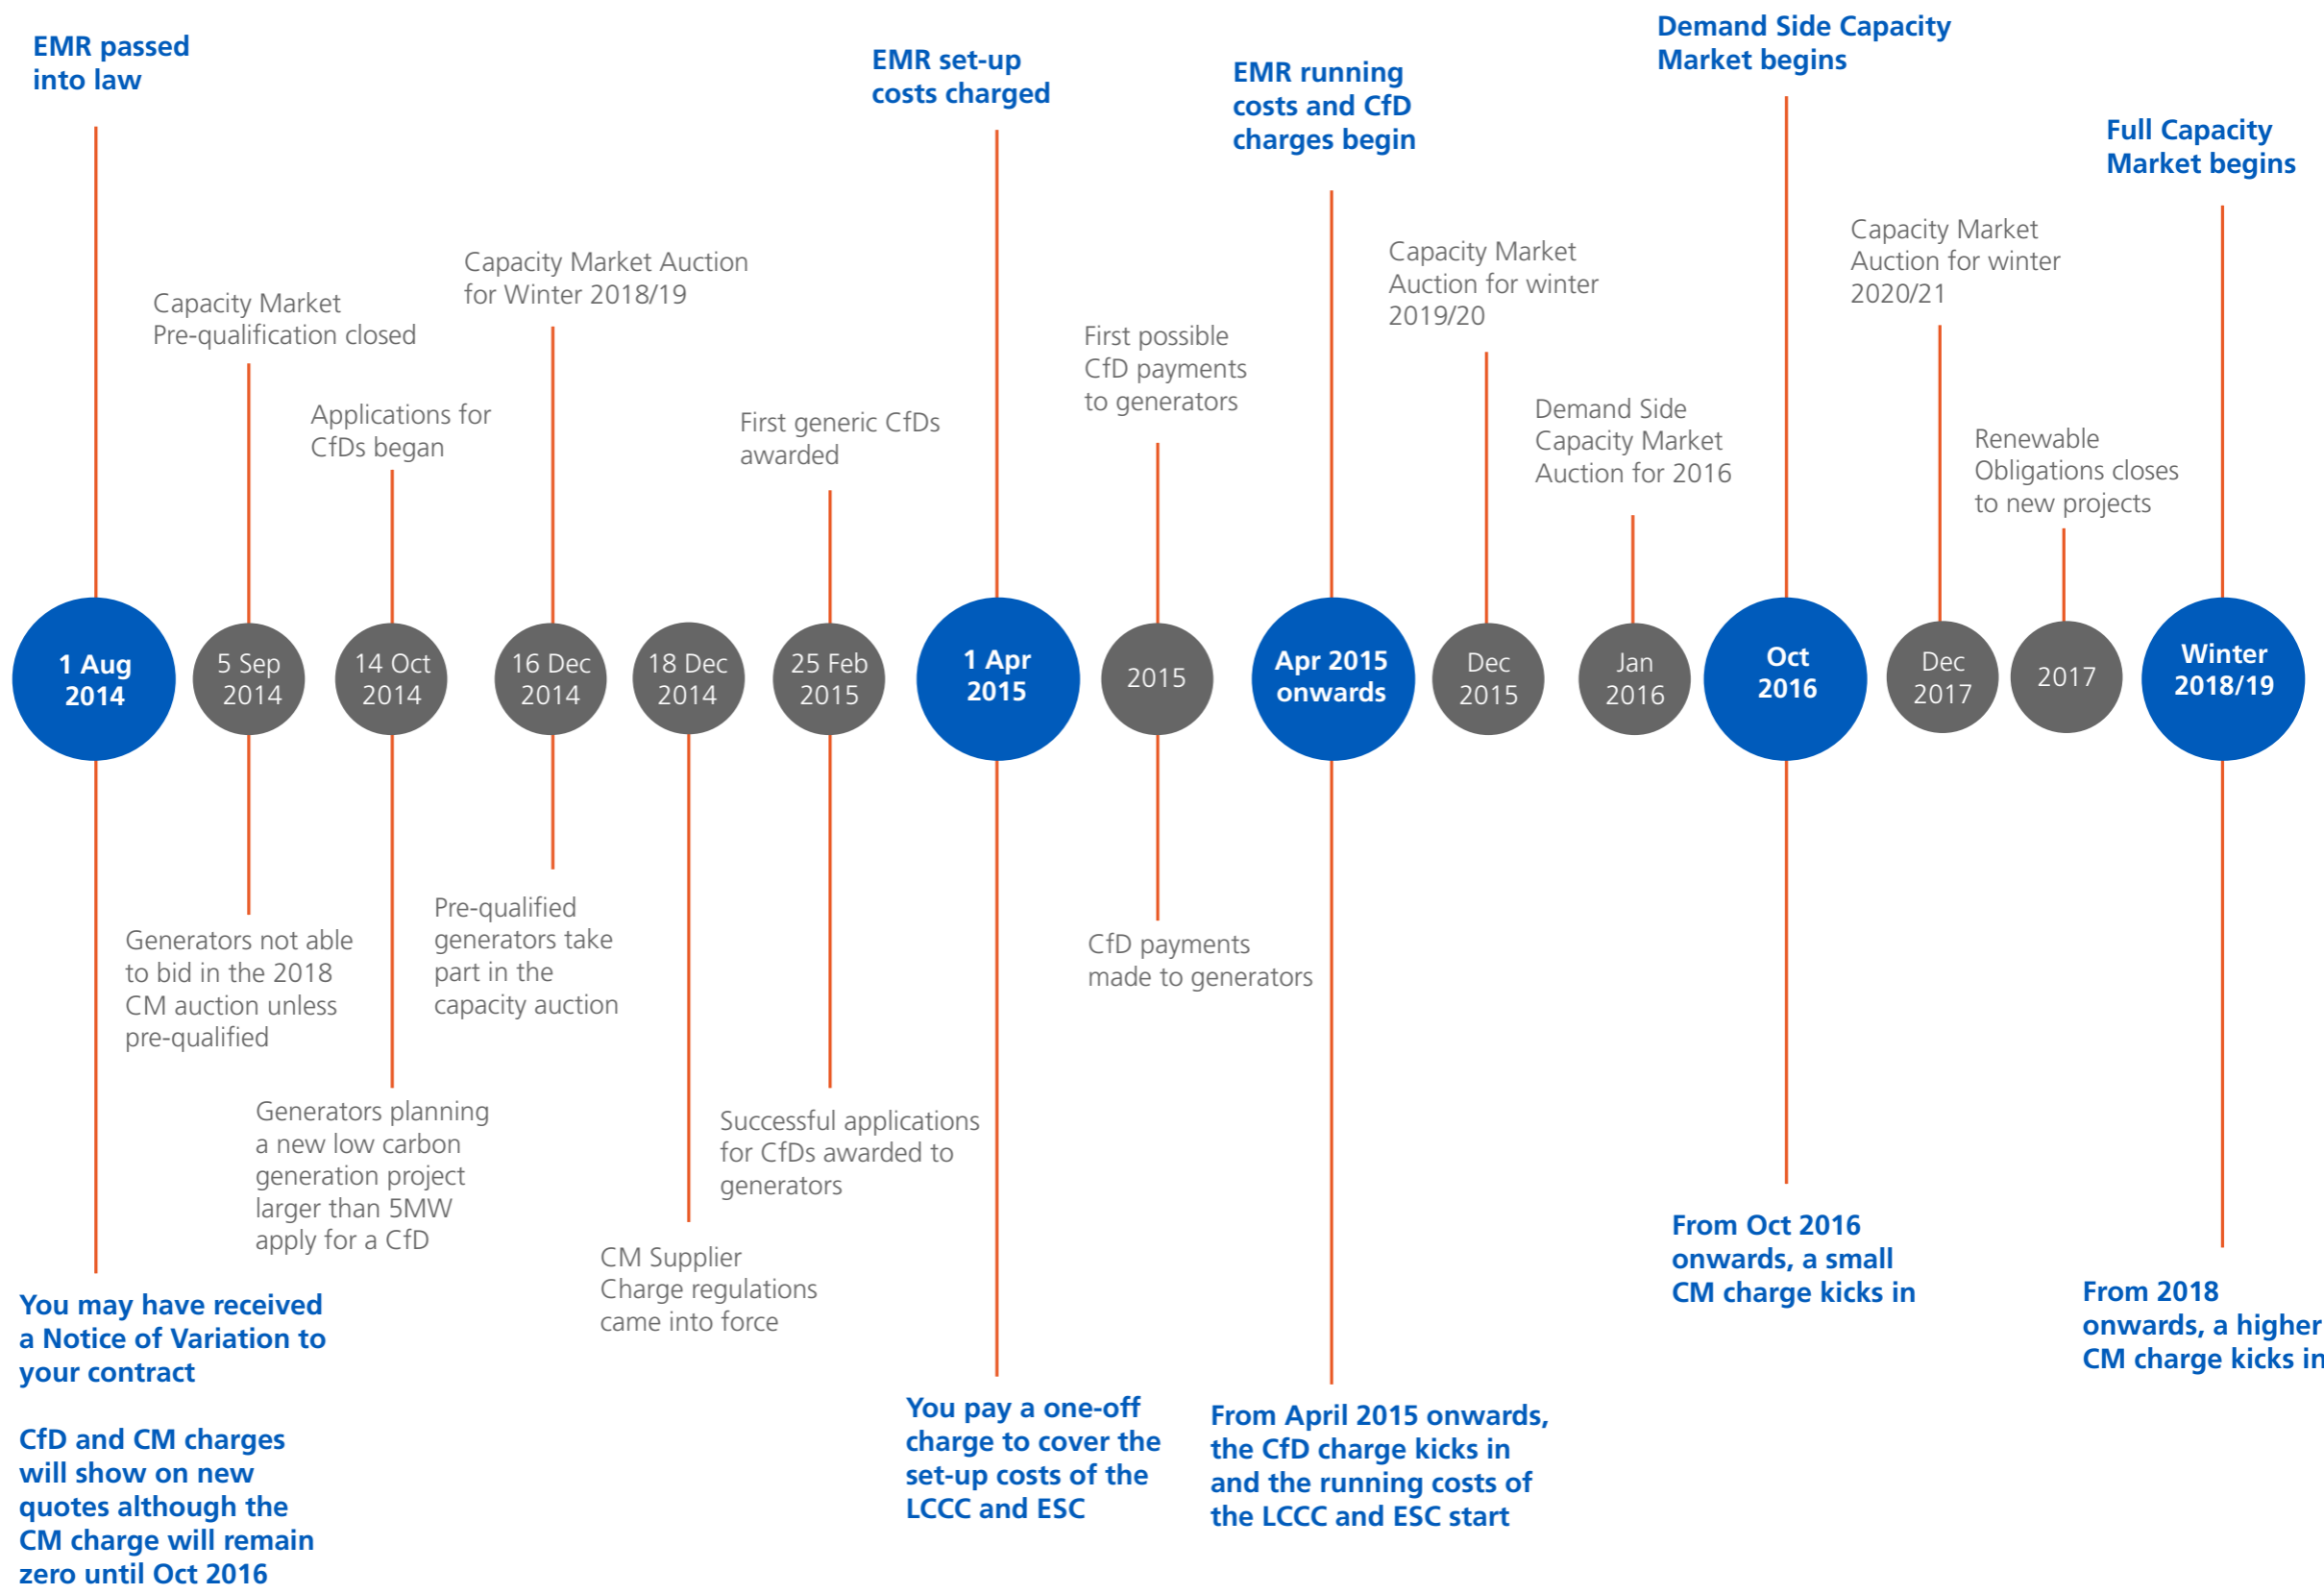 EMR passed
into law
Capacity Market
Pre-qualification closed
Applications for
CfDs began
Capacity Market Auction
for Winter 2018/19
First generic CfDs
awarded
EMR set-up
costs charged
First possible
CfD payments
to generators
EMR running
costs and CfD
charges begin
Capacity Market
Auction for winter
2019/20
Demand Side
Capacity Market
Auction for 2016
Demand Side Capacity
Market begins
Capacity Market
Auction for winter
2020/21
Renewable
Obligations closes
to new projects
Full Capacity
Market begins
1 Aug
2014
5 Sep
2014
14 Oct
2014
16 Dec
2014
18 Dec
2014
25 Feb
2015
1 Apr
2015
2015
Apr 2015
onwards
Dec
2015
Jan
2016
Oct
2016
Dec
2017
2017
Winter
2018/19
You may have received
a Notice of Variation to
your contract
CfD and CM charges
will show on new
quotes although the
CM charge will remain
zero until Oct 2016
Generators not able
to bid in the 2018
CM auction unless
pre-qualified
Generators planning
a new low carbon
generation project
larger than 5MW
apply for a CfD
Pre-qualified
generators take
part in the
capacity auction
CM Supplier
Charge regulations
came into force
Successful applications
for CfDs awarded to
generators
You pay a one-off
charge to cover the
set-up costs of the
LCCC and ESC
CfD payments
made to generators
From April 2015 onwards,
the CfD charge kicks in
and the running costs of
the LCCC and ESC start
From Oct 2016
onwards, a small
CM charge kicks in
From 2018
onwards, a higher
CM charge kicks in